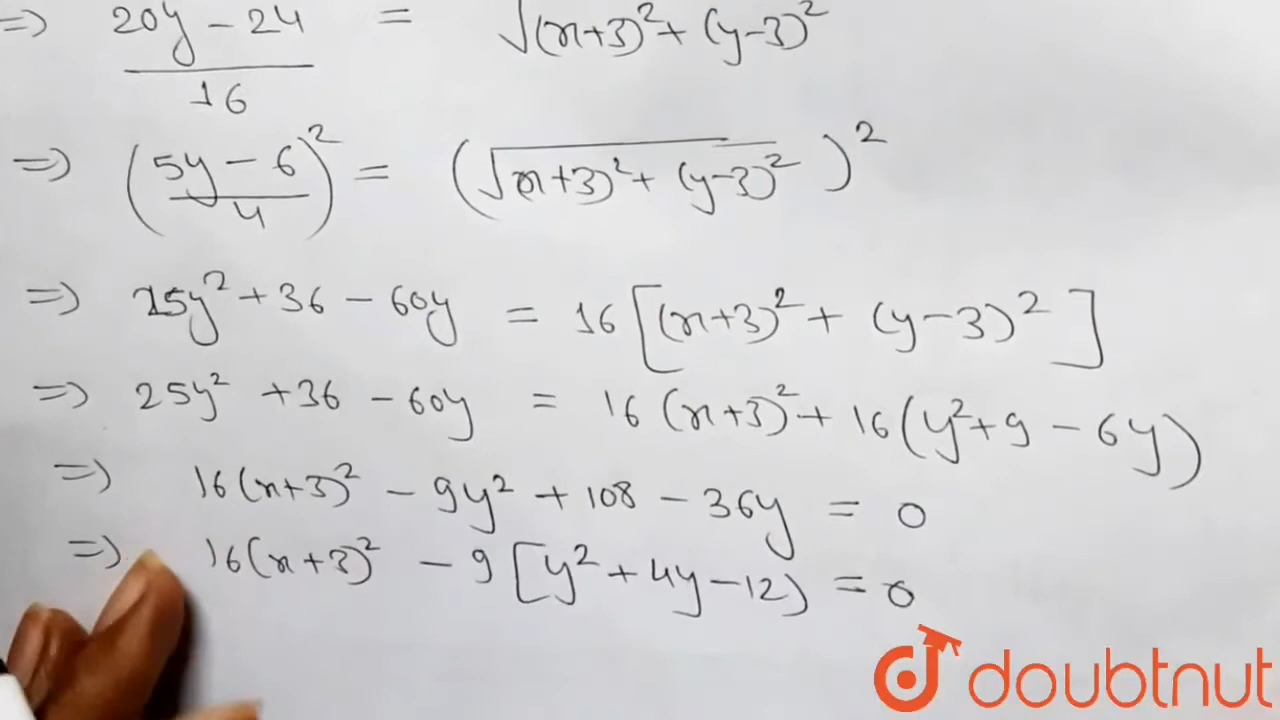 => (20y - 24)/16 = √(x+3)² + (y-3)²
=> ((5y - 6)/4)² = (√(x+3)² + (y-3)²)²
=> 25y² + 36 - 60y = 16[(x+3)² + (y-3)²]
=> 25y² + 36 - 60y = 16(x+3)² + 16(y² + 9 - 6y)
=> 16(x+3)² - 9y² + 108 - 36y = 0
=> 16(x+3)² - 9[y² + 4y - 12) = 0
doubtnut